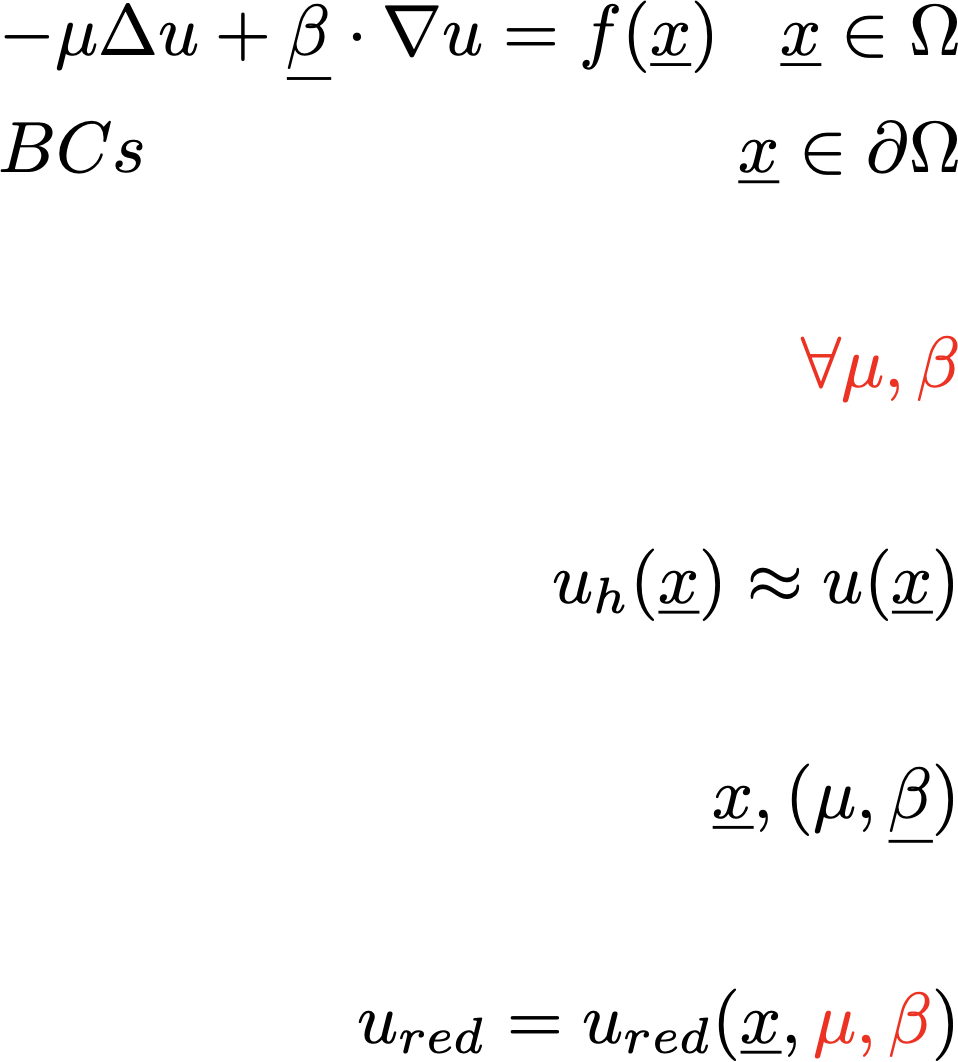 −μΔu + β̲ · ∇u = f(x̲)   x̲ ∈ Ω
BCs   x̲ ∈ ∂Ω
∀μ, β
u_h(x̲) ≈ u(x̲)
x̲, (μ, β̲)
u_red = u_red(x̲, μ, β)